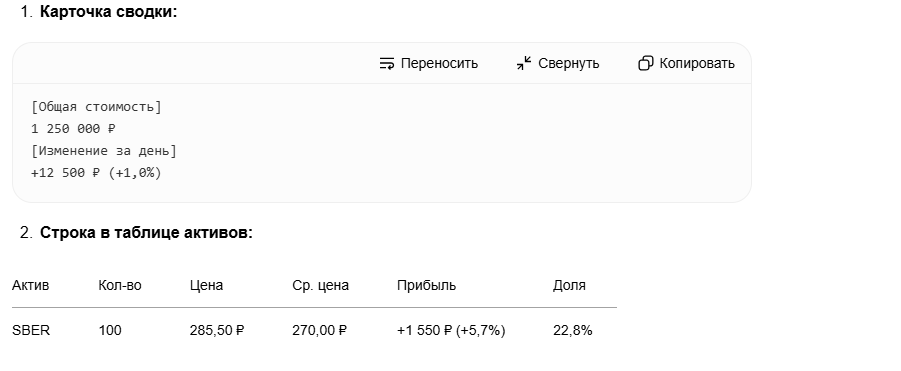 1. Карточка сводки:
Переносить Свернуть Копировать
[Общая стоимость]
1 250 000 ₽
[Изменение за день]
+12 500 ₽ (+1,0%)
2. Строка в таблице активов:
Актив Кол-во Цена Ср. цена Прибыль Доля
SBER 100 285,50 ₽ 270,00 ₽ +1 550 ₽ (+5,7%) 22,8%